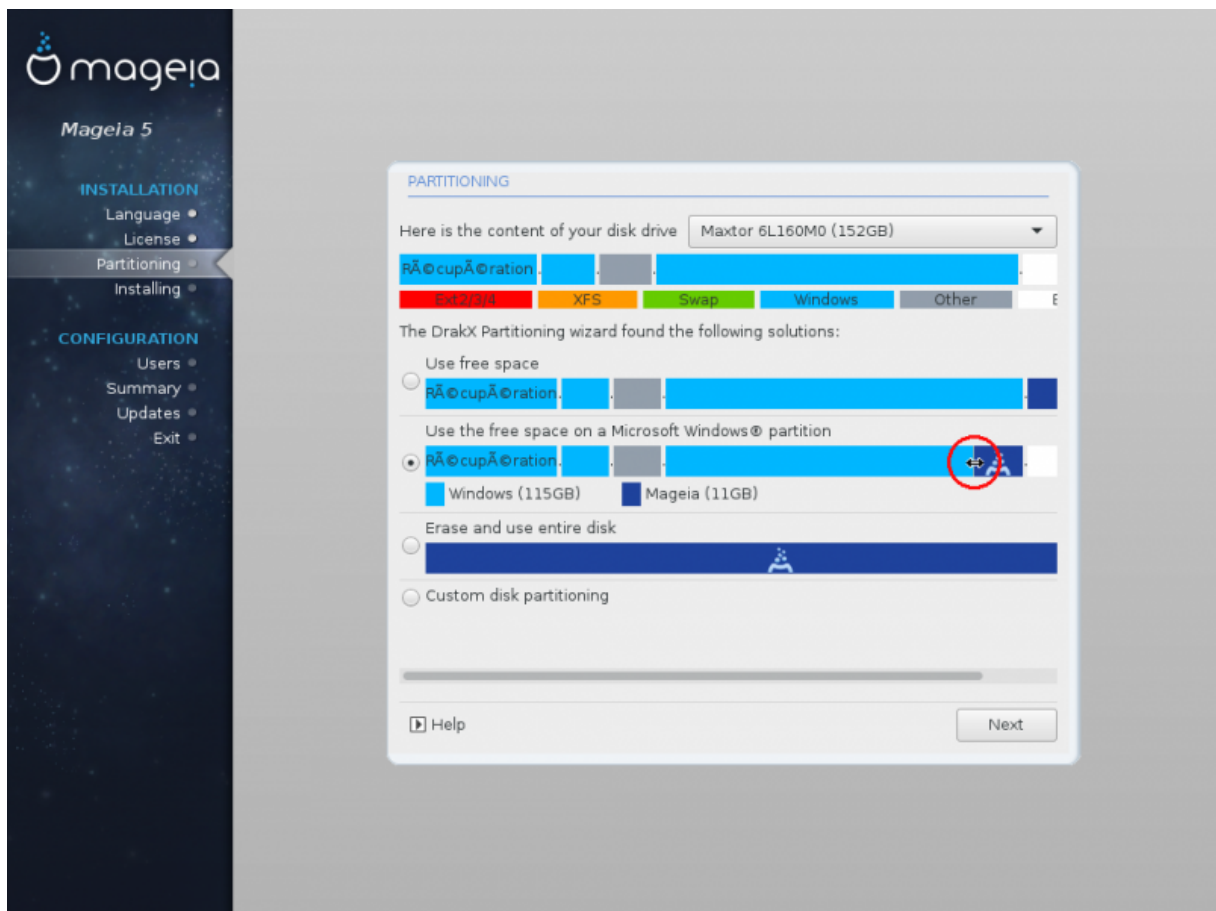 mageia
Mageia 5
INSTALLATION
Language
License
Partitioning
Installing
CONFIGURATION
Users
Summary
Updates
Exit
PARTITIONING
Here is the content of your disk drive Maxtor 6L160M0 (152GB)
RÃ©cupÃ©ration
Ext2/3/4 XFS Swap Windows Other E
The DrakX Partitioning wizard found the following solutions:
Use free space
RÃ©cupÃ©ration
Use the free space on a Microsoft Windows® partition
RÃ©cupÃ©ration
Windows (115GB) Mageia (11GB)
Erase and use entire disk
Custom disk partitioning
Help Next